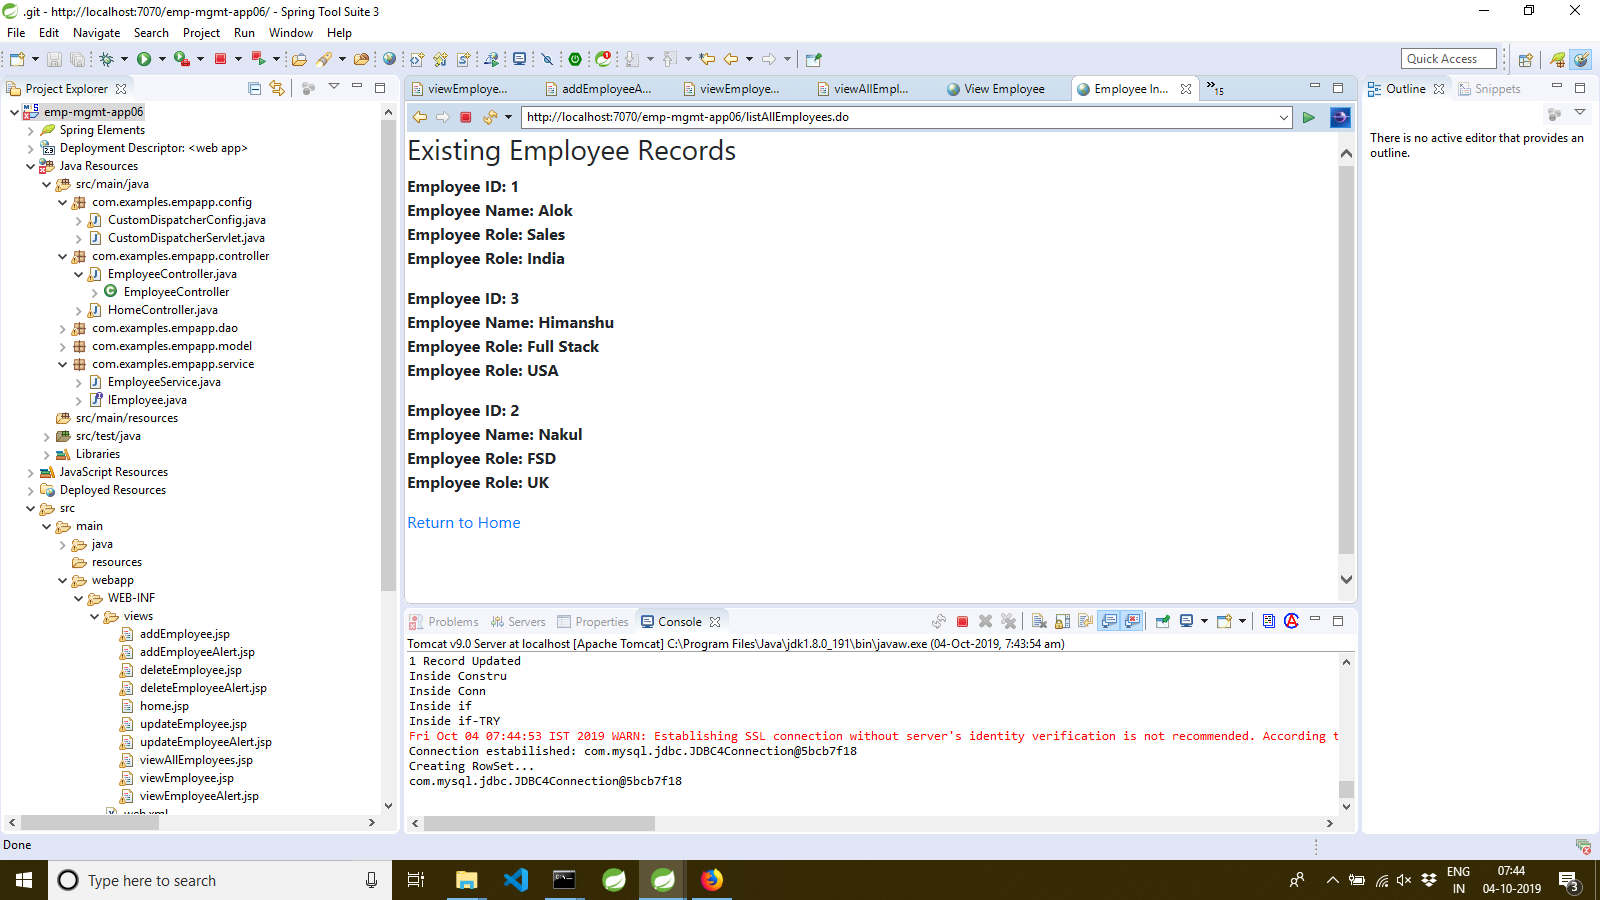 .git - http://localhost:7070/emp-mgmt-app06/ - Spring Tool Suite 3
File Edit Navigate Search Project Run Window Help
Quick Access
Project Explorer
emp-mgmt-app06
Spring Elements
Deployment Descriptor: <web app>
Java Resources
src/main/java
com.examples.empapp.config
CustomDispatcherConfig.java
CustomDispatcherServlet.java
com.examples.empapp.controller
EmployeeController.java
EmployeeController
HomeController.java
com.examples.empapp.dao
com.examples.empapp.model
com.examples.empapp.service
EmployeeService.java
IEmployee.java
src/main/resources
src/test/java
Libraries
JavaScript Resources
Deployed Resources
src
main
java
resources
webapp
WEB-INF
views
addEmployee.jsp
addEmployeeAlert.jsp
deleteEmployee.jsp
deleteEmployeeAlert.jsp
home.jsp
updateEmployee.jsp
updateEmployeeAlert.jsp
viewAllEmployees.jsp
viewEmployee.jsp
viewEmployeeAlert.jsp
web.xml
viewEmploye... addEmployeeA... viewEmploye... viewAllEmpl... View Employee Employee In... 15
http://localhost:7070/emp-mgmt-app06/listAllEmployees.do
Existing Employee Records
Employee ID: 1
Employee Name: Alok
Employee Role: Sales
Employee Role: India
Employee ID: 3
Employee Name: Himanshu
Employee Role: Full Stack
Employee Role: USA
Employee ID: 2
Employee Name: Nakul
Employee Role: FSD
Employee Role: UK
Return to Home
Problems Servers Properties Console
Tomcat v9.0 Server at localhost [Apache Tomcat] C:\Program Files\Java\jdk1.8.0_191\bin\javaw.exe (04-Oct-2019, 7:43:54 am)
1 Record Updated
Inside Constru
Inside Conn
Inside if
Inside if-TRY
Fri Oct 04 07:44:53 IST 2019 WARN: Establishing SSL connection without server's identity verification is not recommended. According t
Connection estabilished: com.mysql.jdbc.JDBC4Connection@5bcb7f18
Creating RowSet...
com.mysql.jdbc.JDBC4Connection@5bcb7f18
Outline Snippets
There is no active editor that provides an
outline.
Done
Type here to search
ENG
IN
07:44
04-10-2019
3